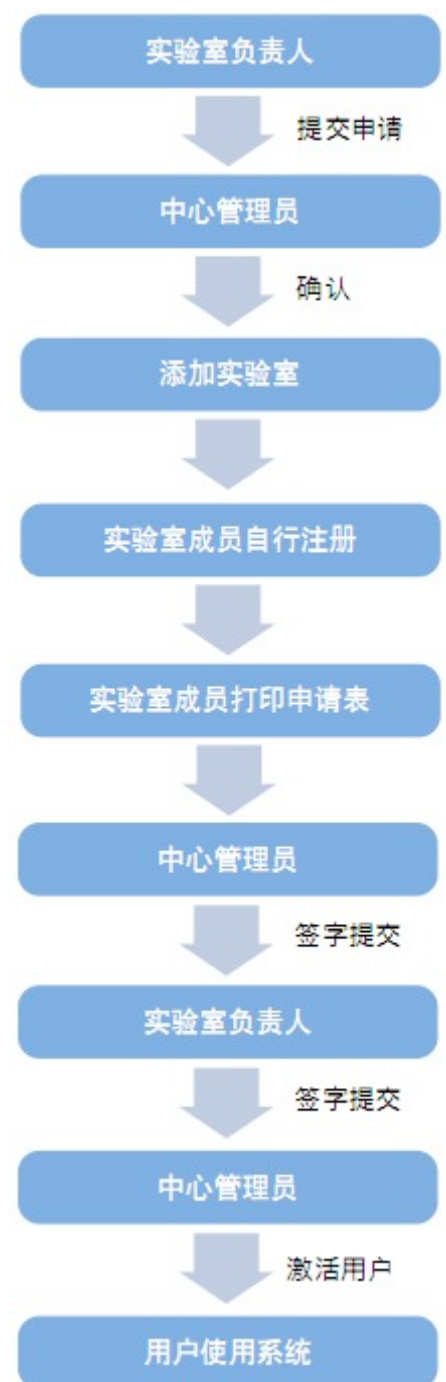 实验室负责人
提交申请
中心管理员
确认
添加实验室
实验室成员自行注册
实验室成员打印申请表
中心管理员
签字提交
实验室负责人
签字提交
中心管理员
激活用户
用户使用系统